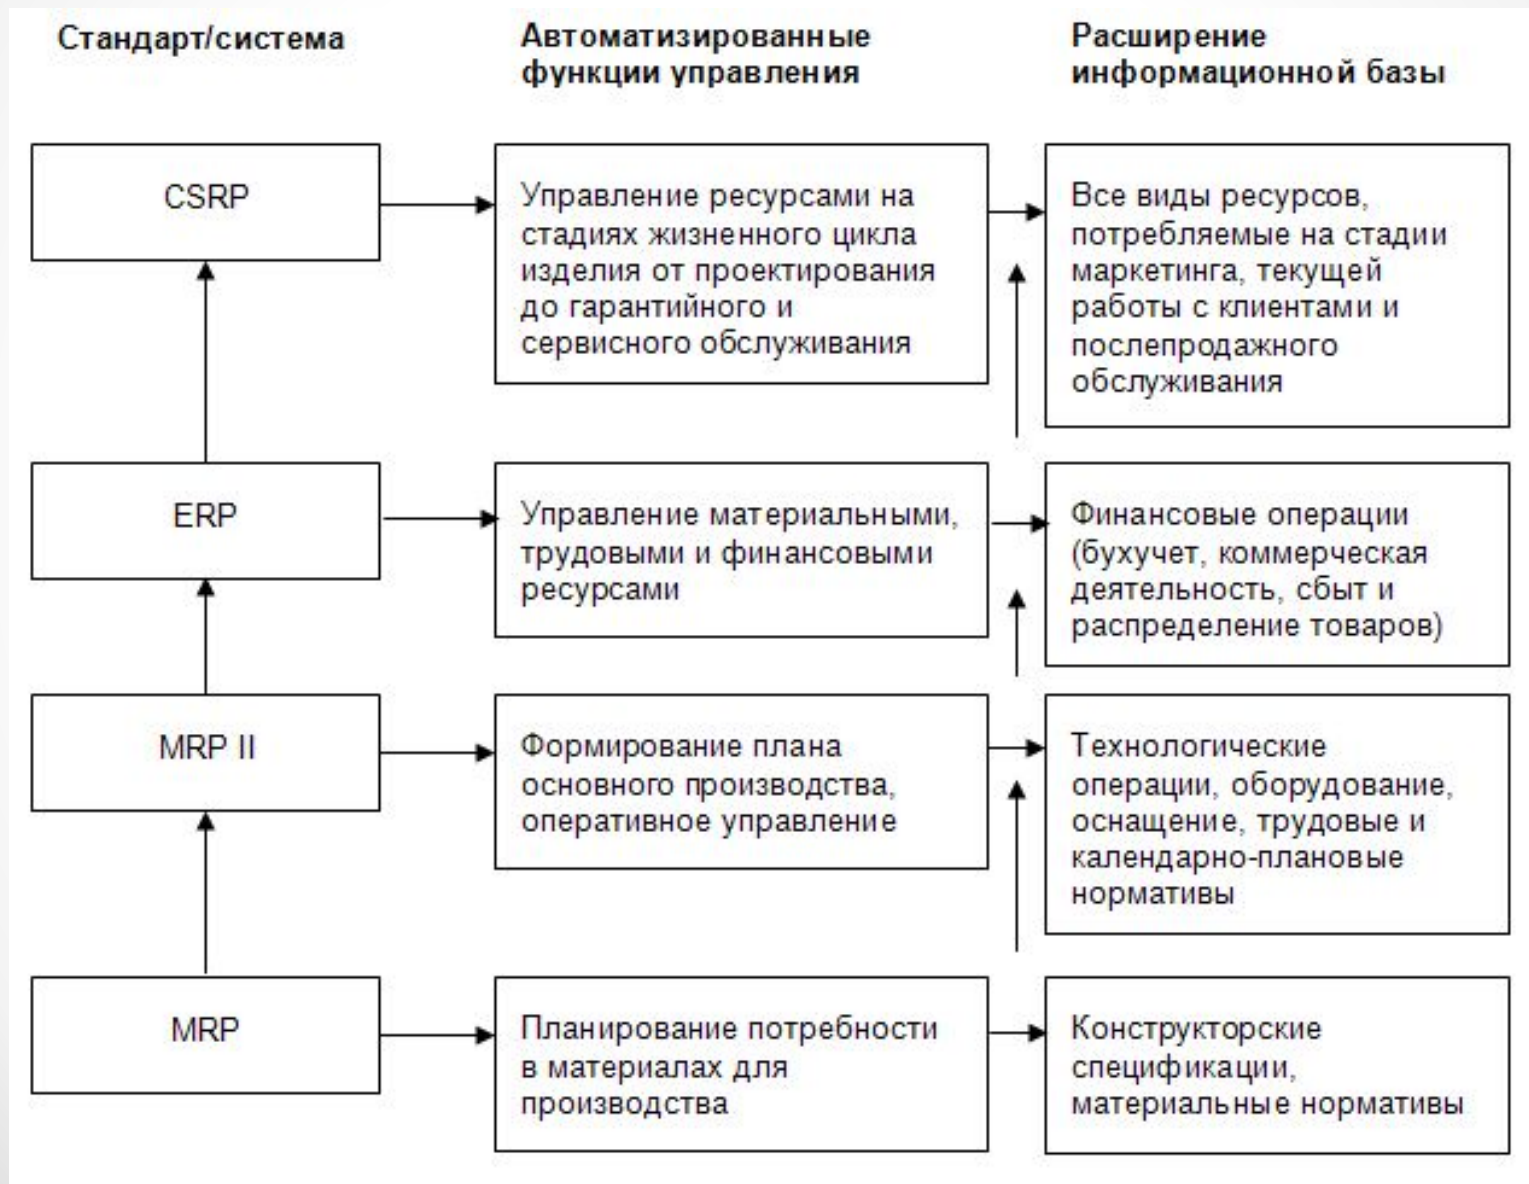 Стандарт/система
Автоматизированные
функции управления
Расширение
информационной базы
CSRP
Управление ресурсами на
стадиях жизненного цикла
изделия от проектирования
до гарантийного и
сервисного обслуживания
Все виды ресурсов,
потребляемые на стадии
маркетинга, текущей
работы с клиентами и
послепродажного
обслуживания
ERP
Управление материальными,
трудовыми и финансовыми
ресурсами
Финансовые операции
(бухучет, коммерческая
деятельность, сбыт и
распределение товаров)
MRP II
Формирование плана
основного производства,
оперативное управление
Технологические
операции, оборудование,
оснащение, трудовые и
календарно-плановые
нормативы
MRP
Планирование потребности
в материалах для
производства
Конструкторские
спецификации,
материальные нормативы